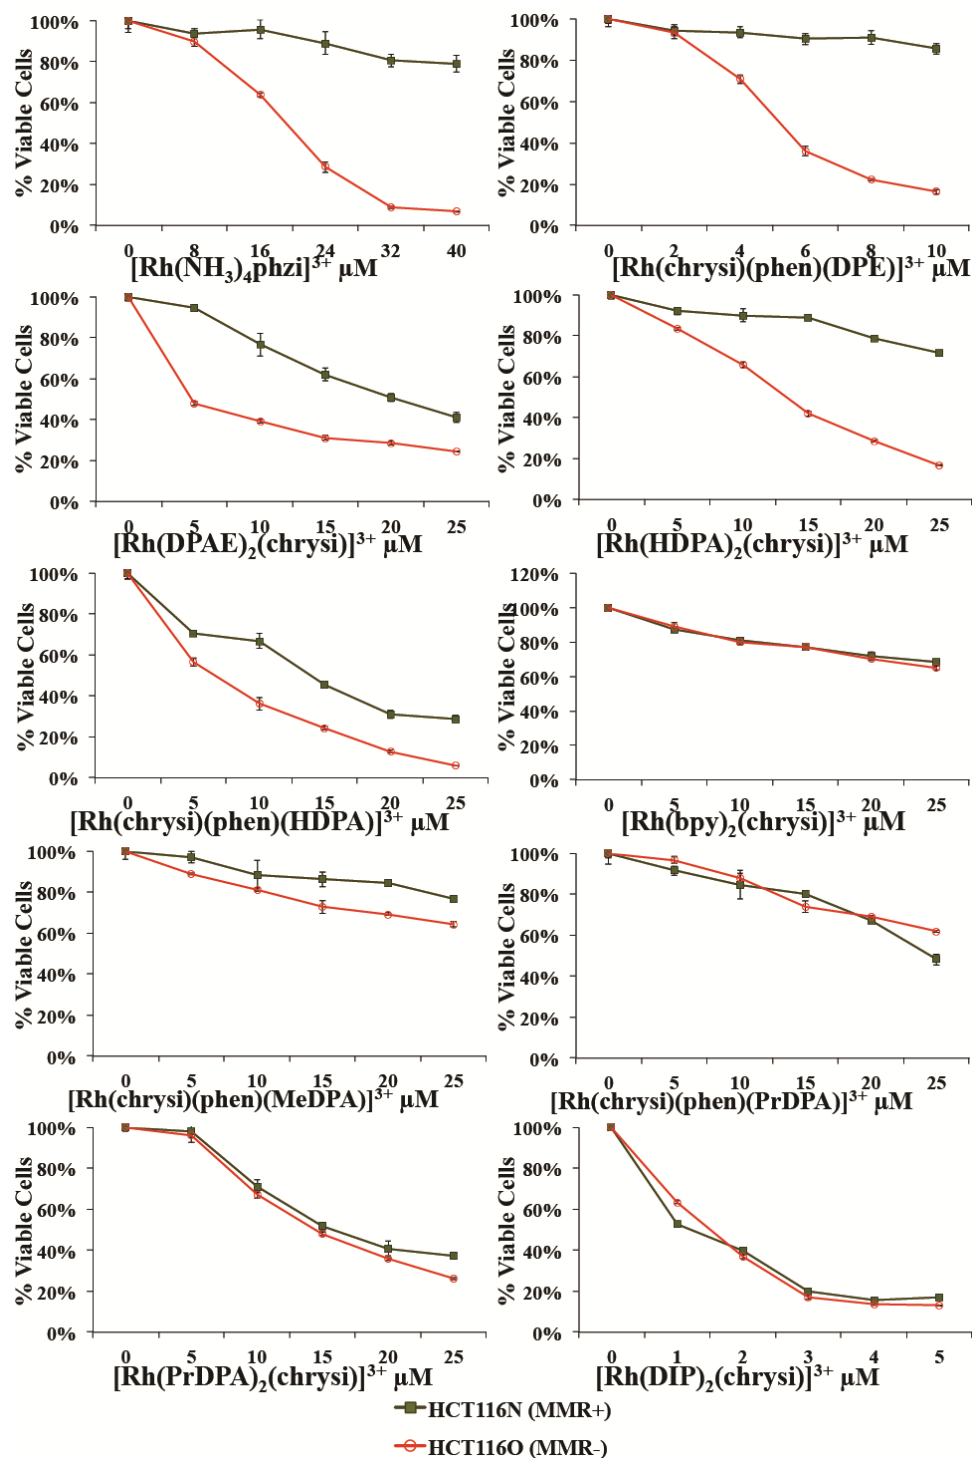 100%
80%
60%
40%
20%
0%
% Viable Cells
0 8 16 24 32 40
[Rh(NH₃)₄phzi]³⁺ μM
100%
80%
60%
40%
20%
0%
% Viable Cells
0 2 4 6 8 10
[Rh(chrysi)(phen)(DPE)]³⁺ μM
100%
80%
60%
40%
20%
0%
% Viable Cells
0 5 10 15 20 25
[Rh(DPAE)₂(chrysi)]³⁺ μM
100%
80%
60%
40%
20%
0%
% Viable Cells
0 5 10 15 20 25
[Rh(HDPA)₂(chrysi)]³⁺ μM
100%
80%
60%
40%
20%
0%
% Viable Cells
0 5 10 15 20 25
[Rh(chrysi)(phen)(HDPA)]³⁺ μM
120%
100%
80%
60%
40%
20%
0%
% Viable Cells
0 5 10 15 20 25
[Rh(bpy)₂(chrysi)]³⁺ μM
100%
80%
60%
40%
20%
0%
% Viable Cells
0 5 10 15 20 25
[Rh(chrysi)(phen)(MeDPA)]³⁺ μM
100%
80%
60%
40%
20%
0%
% Viable Cells
0 5 10 15 20 25
[Rh(chrysi)(phen)(PrDPA)]³⁺ μM
100%
80%
60%
40%
20%
0%
% Viable Cells
0 5 10 15 20 25
[Rh(PrDPA)₂(chrysi)]³⁺ μM
100%
80%
60%
40%
20%
0%
% Viable Cells
0 1 2 3 4 5
[Rh(DIP)₂(chrysi)]³⁺ μM
HCT116N (MMR+)
HCT116O (MMR-)